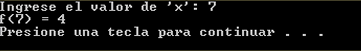 Ingrese el valor de 'x': 7
f(7) = 4
Presione una tecla para continuar . . .